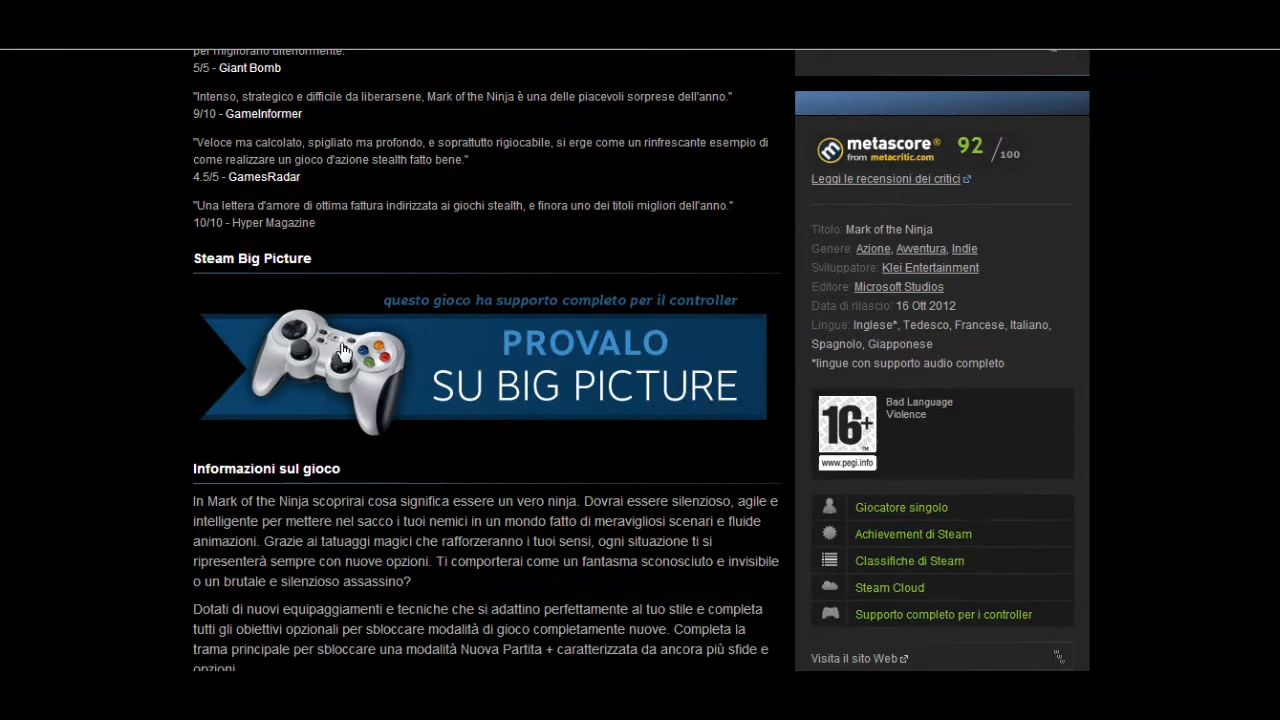 per migliorano ulteriormente."
5/5 - Giant Bomb
"Intenso, strategico e difficile da liberarsene, Mark of the Ninja è una delle piacevoli sorprese dell'anno."
9/10 - GameInformer
"Veloce ma calcolato, spigliato ma profondo, e soprattutto rigiocabile, si erge come un rinfrescante esempio di
come realizzare un gioco d'azione stealth fatto bene."
4.5/5 - GamesRadar
"Una lettera d'amore di ottima fattura indirizzata ai giochi stealth, e finora uno dei titoli migliori dell'anno."
10/10 - Hyper Magazine
Steam Big Picture
questo gioco ha supporto completo per il controller
PROVALO
SU BIG PICTURE
Informazioni sul gioco
In Mark of the Ninja scoprirai cosa significa essere un vero ninja. Dovrai essere silenzioso, agile e
intelligente per mettere nel sacco i tuoi nemici in un mondo fatto di meravigliosi scenari e fluide
animazioni. Grazie ai tatuaggi magici che rafforzeranno i tuoi sensi, ogni situazione ti si
ripresenterà sempre con nuove opzioni. Ti comporterai come un fantasma sconosciuto e invisibile
o un brutale e silenzioso assassino?
Dotati di nuovi equipaggiamenti e tecniche che si adattino perfettamente al tuo stile e completa
tutti gli obiettivi opzionali per sbloccare modalità di gioco completamente nuove. Completa la
trama principale per sbloccare una modalità Nuova Partita + caratterizzata da ancora più sfide e
opzioni.
metascore®
from metacritic.com
92 /100
Leggi le recensioni dei critici
Titolo: Mark of the Ninja
Genere: Azione, Avventura, Indie
Sviluppatore: Klei Entertainment
Editore: Microsoft Studios
Data di rilascio: 16 Ott 2012
Lingue: Inglese*, Tedesco, Francese, Italiano,
Spagnolo, Giapponese
*lingue con supporto audio completo
16+
TM
www.pegi.info
Bad Language
Violence
Giocatore singolo
Achievement di Steam
Classifiche di Steam
Steam Cloud
Supporto completo per i controller
Visita il sito Web